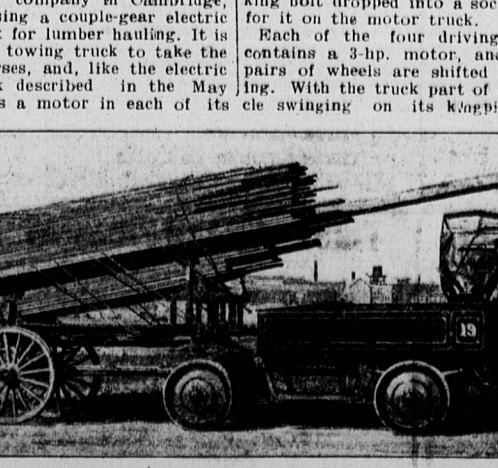 company in Cambridge,
sing a couple-gear electric
for lumber hauling. It is
towing truck to take the
rses, and, like the electric
k described in the May
s a motor in each of its
king bolt dropped into a soc
for it on the motor truck.
Each of the four driving
contains a 3-hp. motor, and
pairs of wheels are shifted
ing. With the truck part of
cle swinging on its kingpi
19